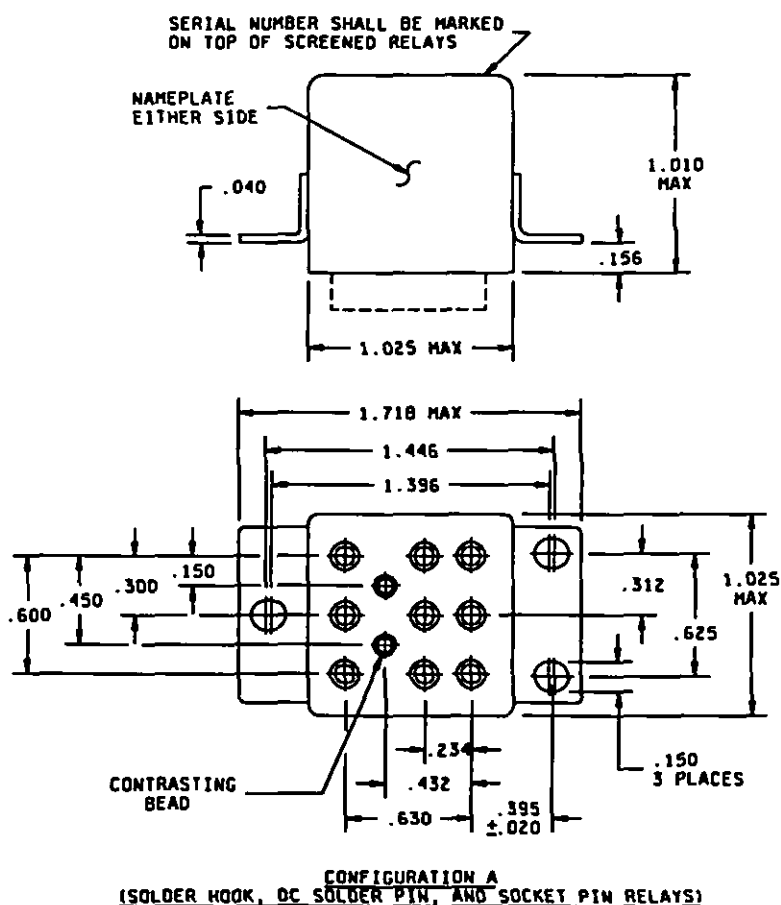 SERIAL NUMBER SHALL BE MARKED
ON TOP OF SCREENED RELAYS
NAMEPLATE
EITHER SIDE
.040
1.010
MAX
.156
1.025 MAX
1.718 MAX
1.446
1.396
.600
.450
.300
.150
.312
.625
1.025
MAX
.234
.432
.630
.395
±.020
.150
3 PLACES
CONTRASTING
BEAD
CONFIGURATION A
(SOLDER HOOK, DC SOLDER PIN, AND SOCKET PIN RELAYS)